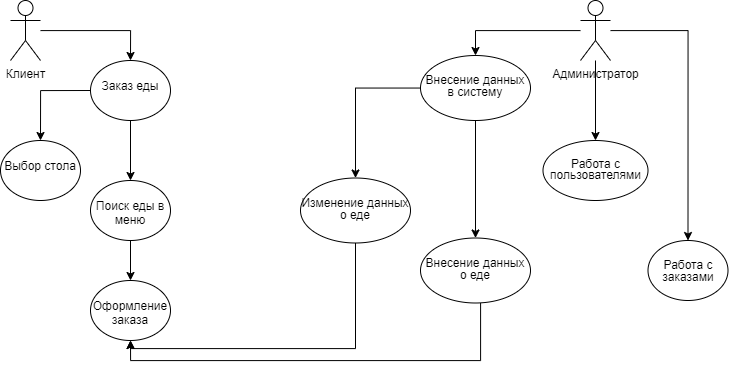 Клиент
Администратор
Заказ еды
Внесение данных
в систему
Выбор стола
Работа с
пользователями
Поиск еды в
меню
Изменение данных
о еде
Внесение данных
о еде
Работа с
заказами
Оформление
заказа